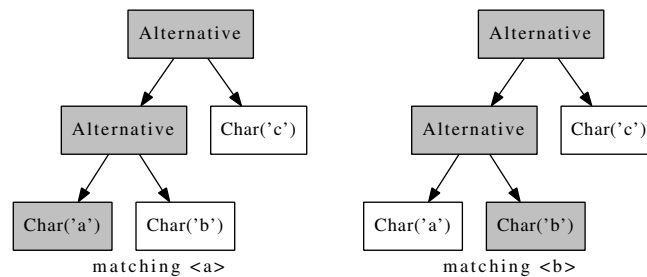 Alternative
Alternative
Char('c')
Char('a')
Char('b')
matching <a>
Alternative
Alternative
Char('c')
Char('a')
Char('b')
matching <b>